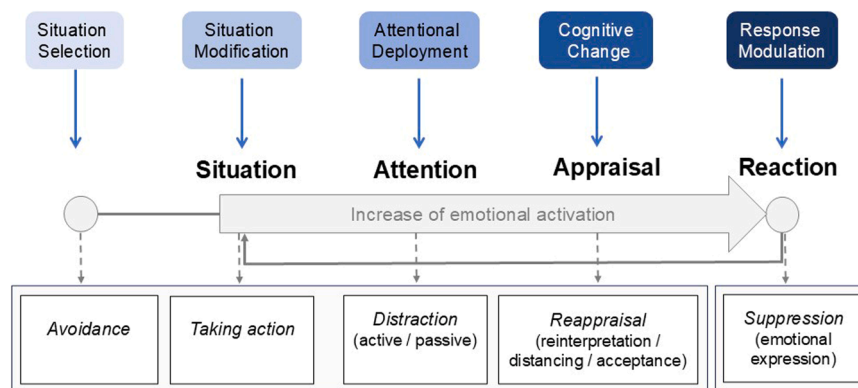 Situation
Selection
Situation
Modification
Attentional
Deployment
Cognitive
Change
Response
Modulation
Situation
Attention
Appraisal
Reaction
Increase of emotional activation
Avoidance
Taking action
Distraction
(active / passive)
Reappraisal
(reinterpretation /
distancing / acceptance)
Suppression
(emotional
expression)